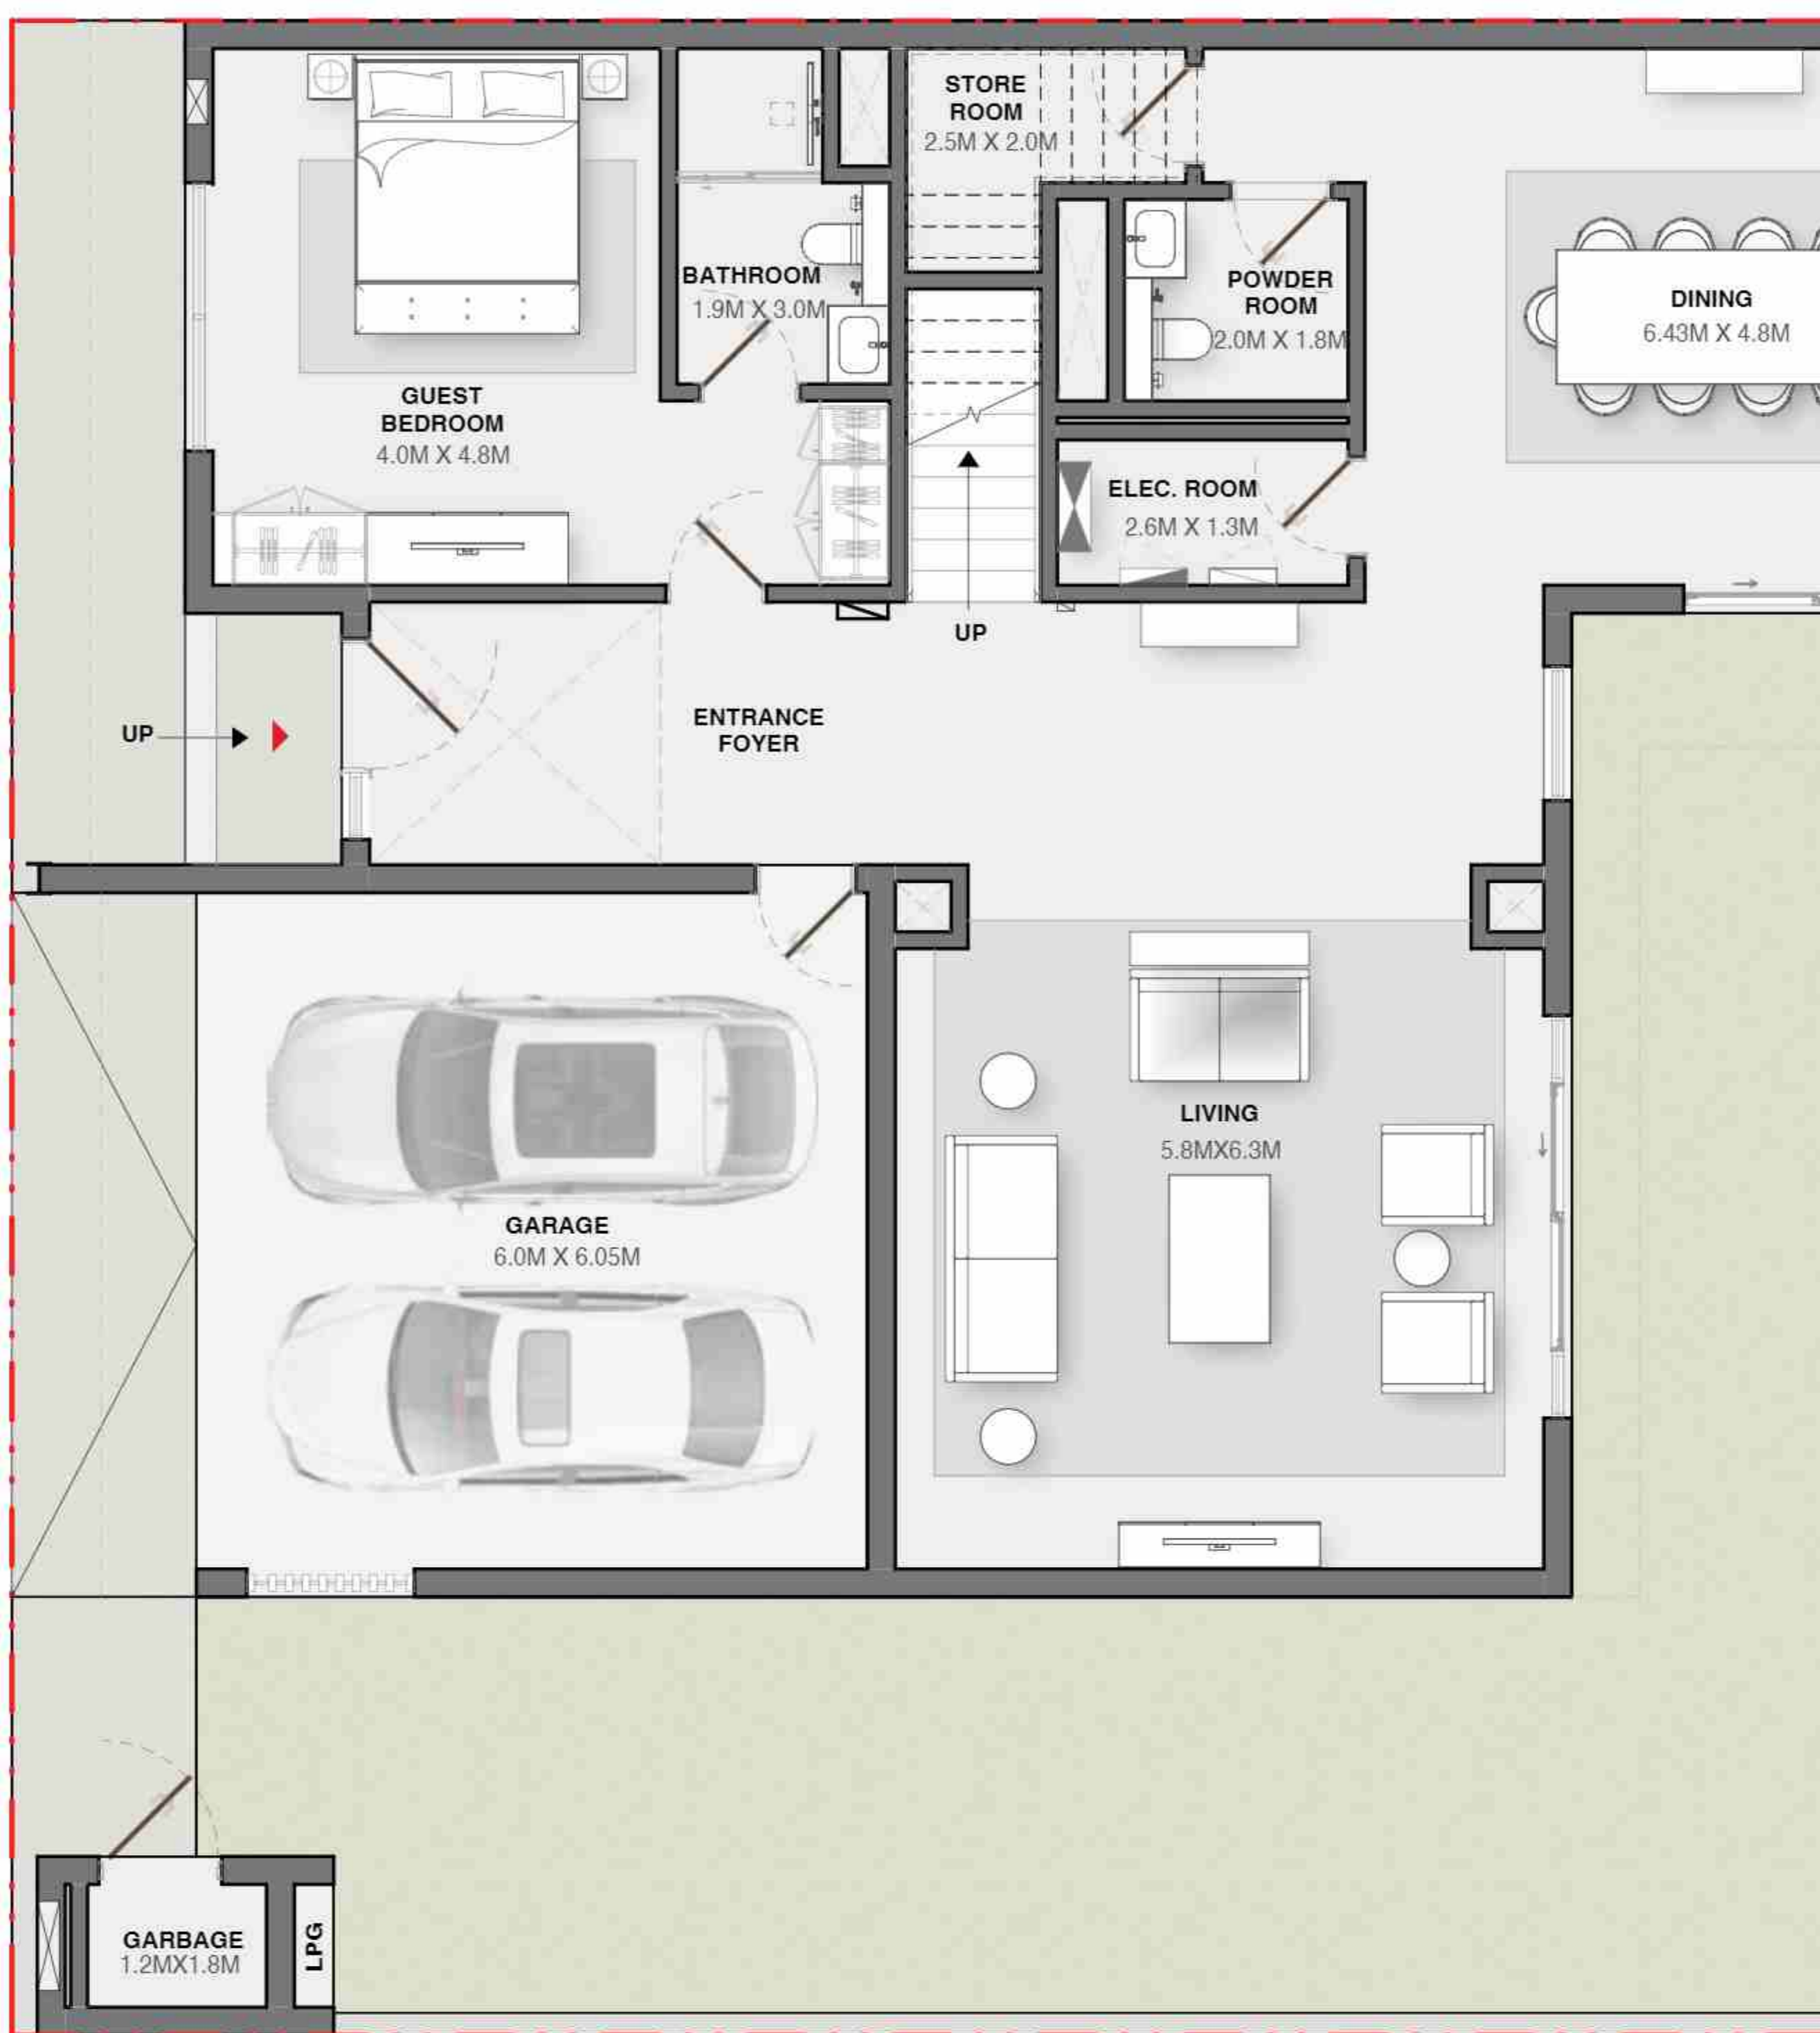 STORE
ROOM
2.5M X 2.0M
BATHROOM
1.9M X 3.0M
POWDER
ROOM
2.0M X 1.8M
DINING
6.43M X 4.8M
GUEST
BEDROOM
4.0M X 4.8M
ELEC. ROOM
2.6M X 1.3M
UP
UP
ENTRANCE
FOYER
LIVING
5.8MX6.3M
GARAGE
6.0M X 6.05M
GARBAGE
1.2MX1.8M
LPG